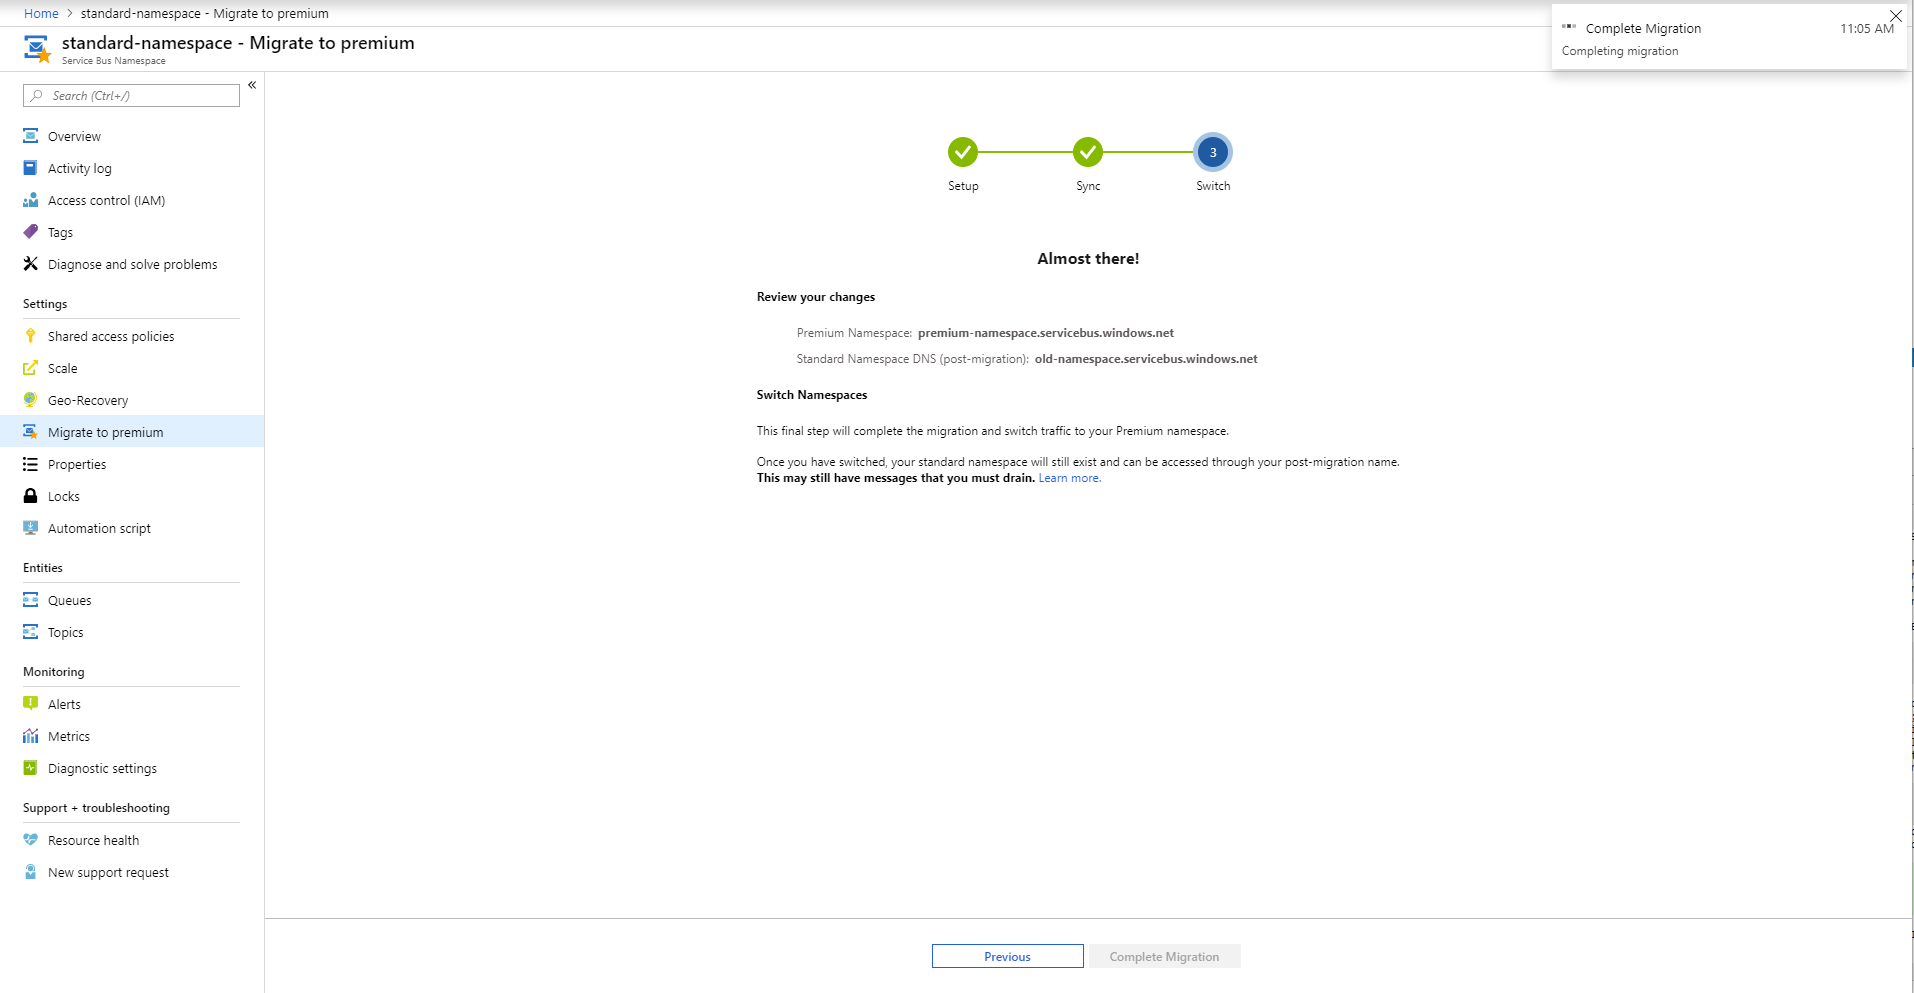 Home > standard-namespace - Migrate to premium
standard-namespace - Migrate to premium
Service Bus Namespace
Complete Migration 11:05 AM
Completing migration
Search (Ctrl+/)
«
Overview
Activity log
Access control (IAM)
Tags
Diagnose and solve problems
Settings
Shared access policies
Scale
Geo-Recovery
Migrate to premium
Properties
Locks
Automation script
Entities
Queues
Topics
Monitoring
Alerts
Metrics
Diagnostic settings
Support + troubleshooting
Resource health
New support request
3
Setup Sync Switch
Almost there!
Review your changes
Premium Namespace: premium-namespace.servicebus.windows.net
Standard Namespace DNS (post-migration): old-namespace.servicebus.windows.net
Switch Namespaces
This final step will complete the migration and switch traffic to your Premium namespace.
Once you have switched, your standard namespace will still exist and can be accessed through your post-migration name.
This may still have messages that you must drain. Learn more.
Previous Complete Migration